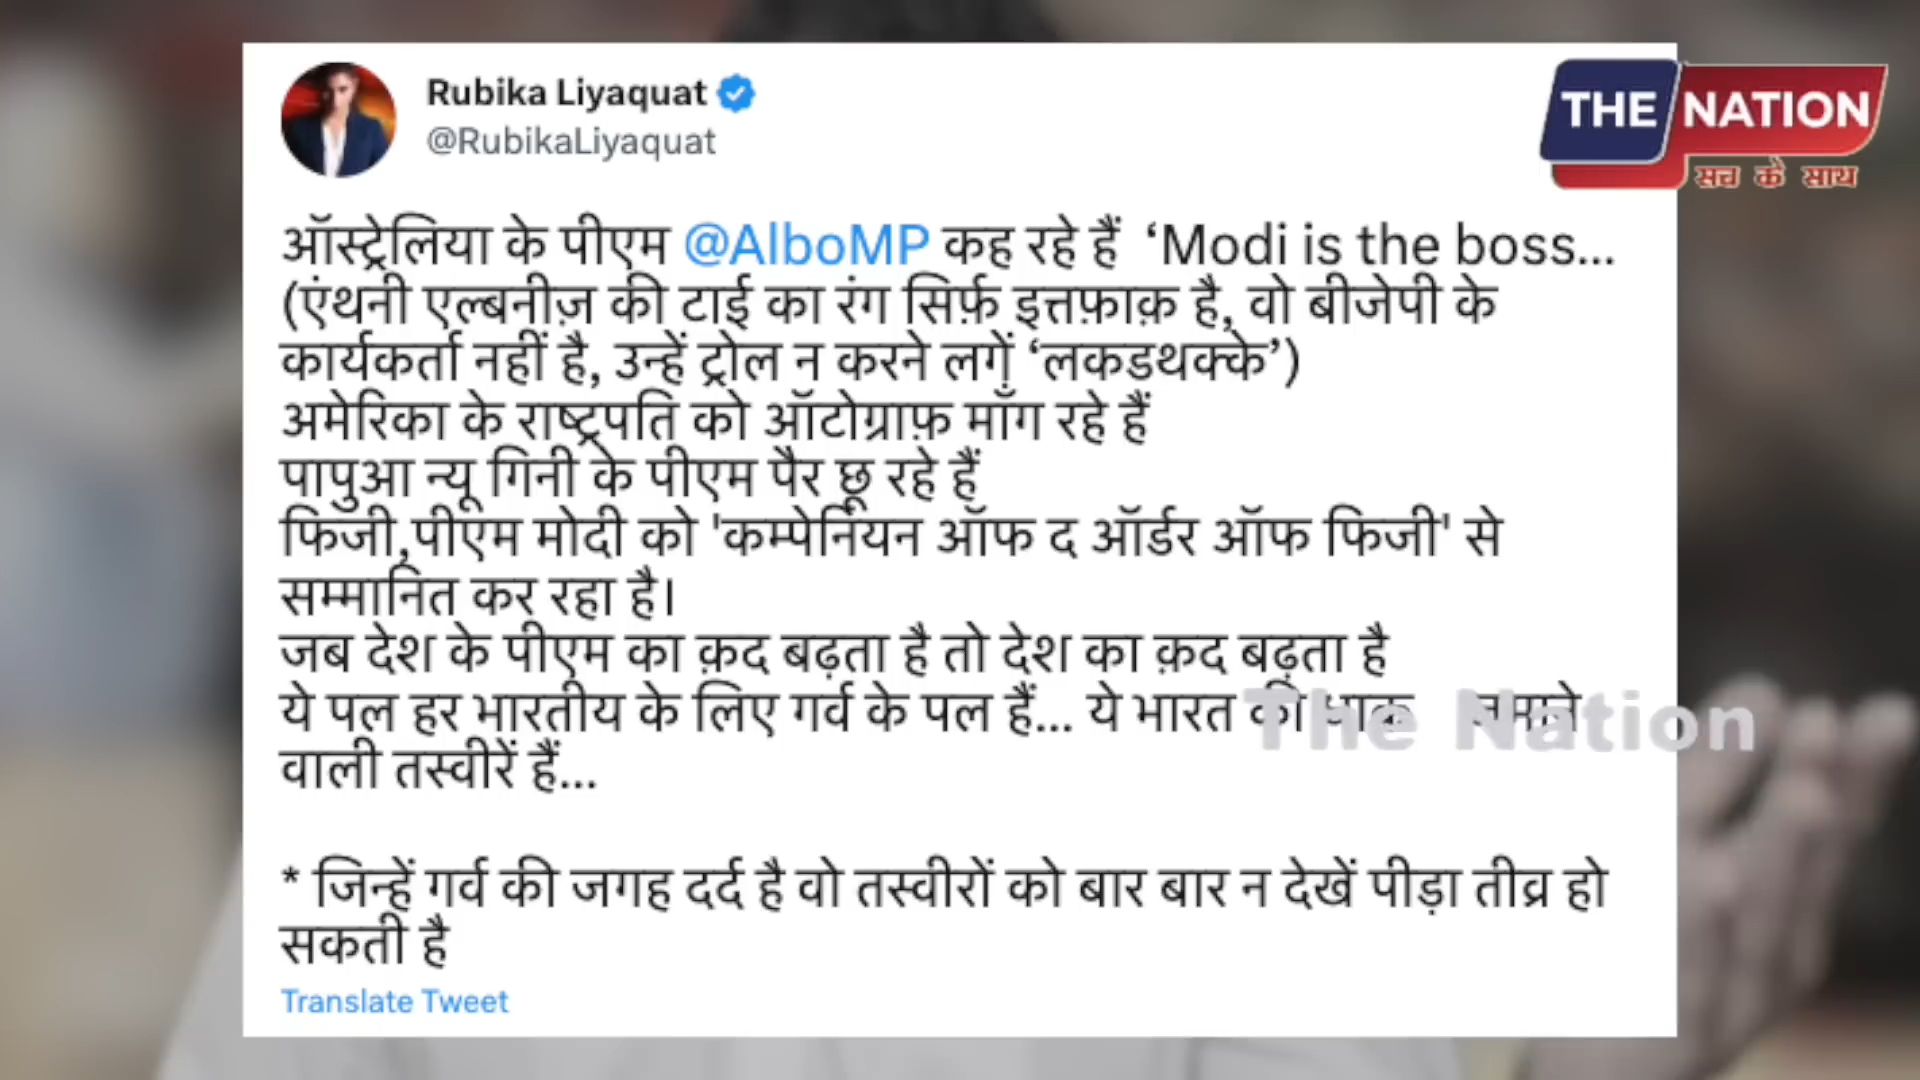 Rubika Liyaquat
@RubikaLiyaquat
THE NATION
सच के साथ
ऑस्ट्रेलिया के पीएम @AlboMP कह रहे हैं ‘Modi is the boss...
(एंथनी एल्बनीज़ की टाई का रंग सिर्फ़ इत्तफ़ाक़ है, वो बीजेपी के
कार्यकर्ता नहीं है, उन्हें ट्रोल न करने लगें ‘लकडथक्के’)
अमेरिका के राष्ट्रपति को ऑटोग्राफ़ माँग रहे हैं
पापुआ न्यू गिनी के पीएम पैर छू रहे हैं
फिजी,पीएम मोदी को 'कम्पेनियन ऑफ द ऑर्डर ऑफ फिजी' से
सम्मानित कर रहा है।
जब देश के पीएम का क़द बढ़ता है तो देश का क़द बढ़ता है
ये पल हर भारतीय के लिए गर्व के पल हैं... ये भारत की
The Nation
वाली तस्वीरें हैं...
* जिन्हें गर्व की जगह दर्द है वो तस्वीरों को बार बार न देखें पीड़ा तीव्र हो
सकती है
Translate Tweet